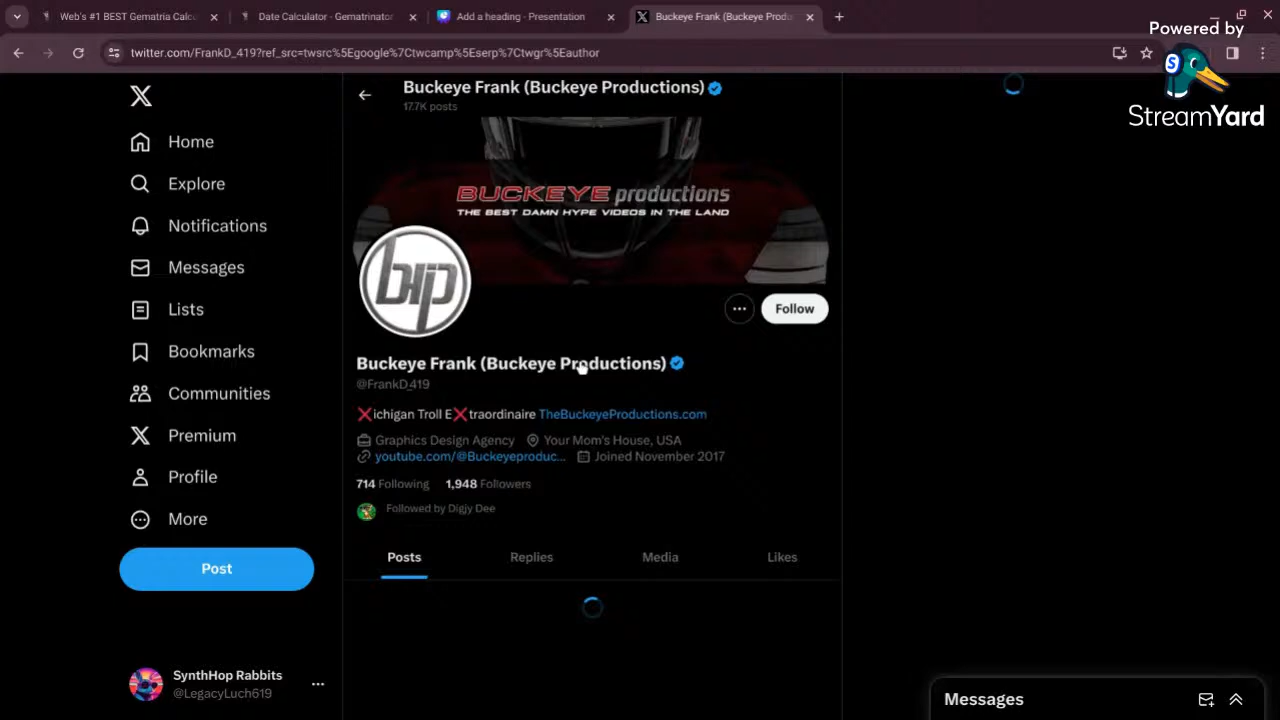 Web's #1 BEST Gematria Calcu
Date Calculator - Gematrinator
Add a heading - Presentation
Buckeye Frank (Buckeye Produ
twitter.com/FrankD_419?ref_src=twsrc%5Egoogle%7Ctwcamp%5Eserp%7Ctwgr%5Eauthor
Powered by
S
StreamYard
Buckeye Frank (Buckeye Productions)
17.7K posts
BUCKEYE productions
THE BEST DAMN HYPE VIDEOS IN THE LAND
bp
Follow
Buckeye Frank (Buckeye Productions)
@FrankD_419
❌ichigan Troll E❌traordinaire TheBuckeyeProductions.com
Graphics Design Agency Your Mom's House, USA
youtube.com/@Buckeyeproduc... Joined November 2017
714 Following 1,948 Followers
Followed by Digjy Dee
Posts Replies Media Likes
Home
Explore
Notifications
Messages
Lists
Bookmarks
Communities
Premium
Profile
More
Post
SynthHop Rabbits
@LegacyLuch619
Messages